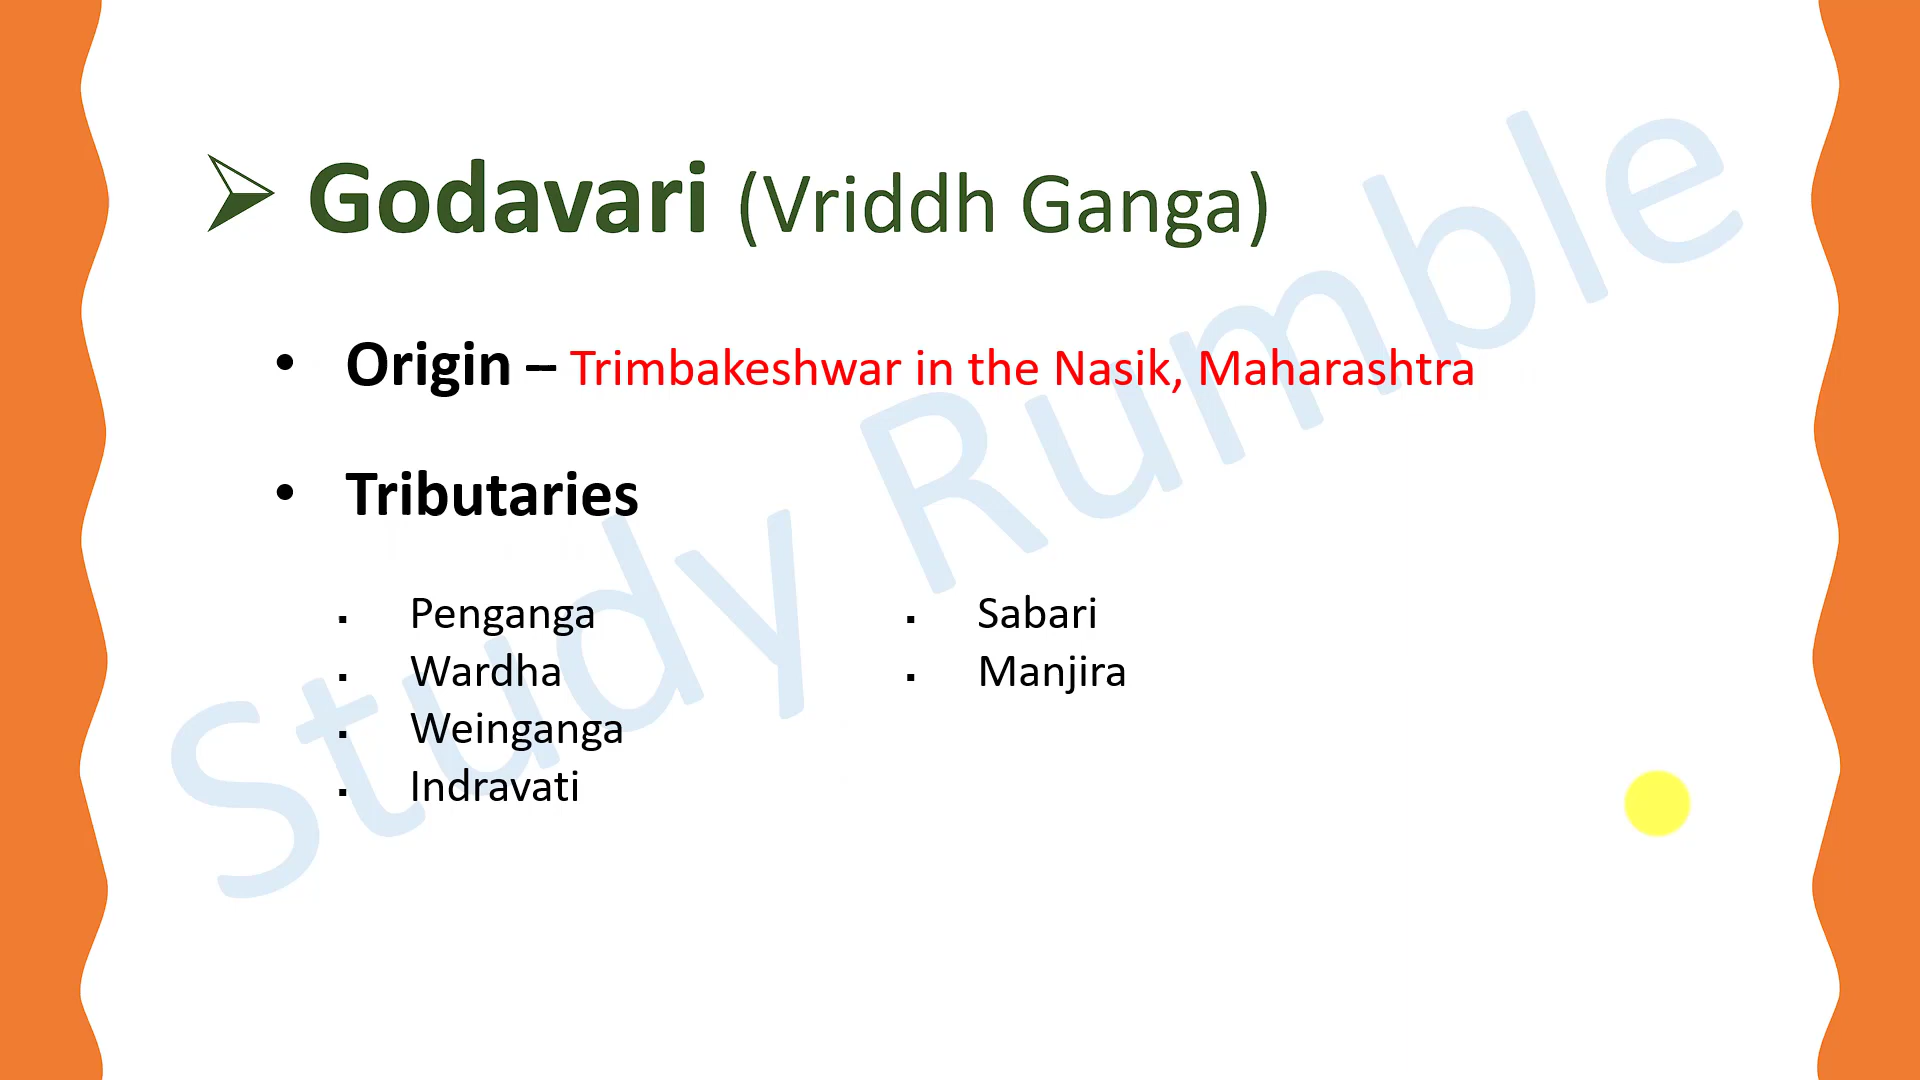 ➢ Godavari (Vriddh Ganga)
• Origin – Trimbakeshwar in the Nasik, Maharashtra
• Tributaries
▪ Penganga
▪ Wardha
▪ Weinganga
▪ Indravati
▪ Sabari
▪ Manjira
Study Rumble